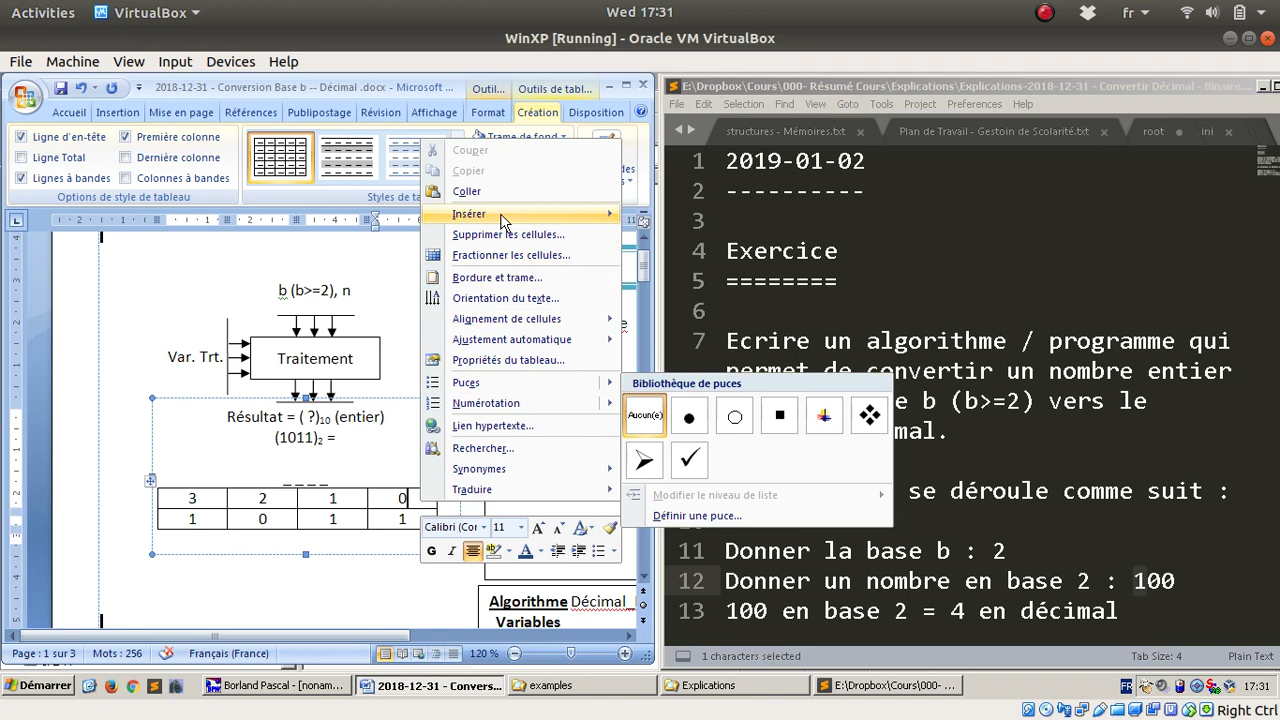 Activities VirtualBox Wed 17:31 fr
WinXP [Running] - Oracle VM VirtualBox
File Machine View Input Devices Help
2018-12-31 - Conversion Base b -- Décimal .docx - Microsoft ... Outil... Outils de tabl...
Accueil Insertion Mise en page Références Publipostage Révision Affichage Format Création Disposition
Ligne d'en-tête Première colonne
Ligne Total Dernière colonne
Lignes à bandes Colonnes à bandes
Options de style de tableau
Styles de ta
Trame de fond
Couper
Copier
Coller
Insérer
Supprimer les cellules...
Fractionner les cellules...
Bordure et trame...
Orientation du texte...
Alignement de cellules
Ajustement automatique
Propriétés du tableau...
Puces
Numérotation
Lien hypertexte...
Rechercher...
Synonymes
Traduire
Calibri (Cor 11
G I A
Bibliothèque de puces
Aucun(e)
Modifier le niveau de liste
Définir une puce...
b (b>=2), n
Var. Trt. Traitement
Résultat = ( ?)₁₀ (entier)
(1011)₂ =
_ _ _ _
3 2 1 0
1 0 1 1
Algorithme Décimal_
Variables
Page : 1 sur 3 Mots : 256 Français (France) 120 %
E:\Dropbox\Cours\000- Résumé Cours\Explications\Explications-2018-12-31 - Convertir Décimal - Binaire...
File Edit Selection Find View Goto Tools Project Preferences Help
structures - Mémoires.txt Plan de Travail - Gestoin de Scolarité.txt root ini
1 2019-01-02
2 ----------
3
4 Exercice
5 ========
6
7 Ecrire un algorithme / programme qui
permet de convertir un nombre entier
e b (b>=2) vers le
mal.
se déroule comme suit :
11 Donner la base b : 2
12 Donner un nombre en base 2 : 100
13 100 en base 2 = 4 en décimal
1 characters selected Tab Size: 4 Plain Text
Démarrer Borland Pascal - [nonam... 2018-12-31 - Convers... examples Explications E:\Dropbox\Cours\000- ... FR 17:31
Right Ctrl